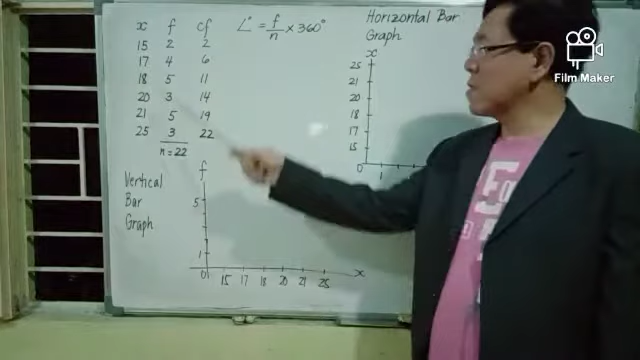 x f cf
15 2 2
17 4 6
18 5 11
20 3 14
21 5 19
25 3 22
n = 22
∠° = f/n × 360°
Horizontal Bar
Graph
x
25
21
20
18
17
15
0 1
Vertical
Bar
Graph
f
5
1
0 15 17 18 20 21 25 x
Film Maker